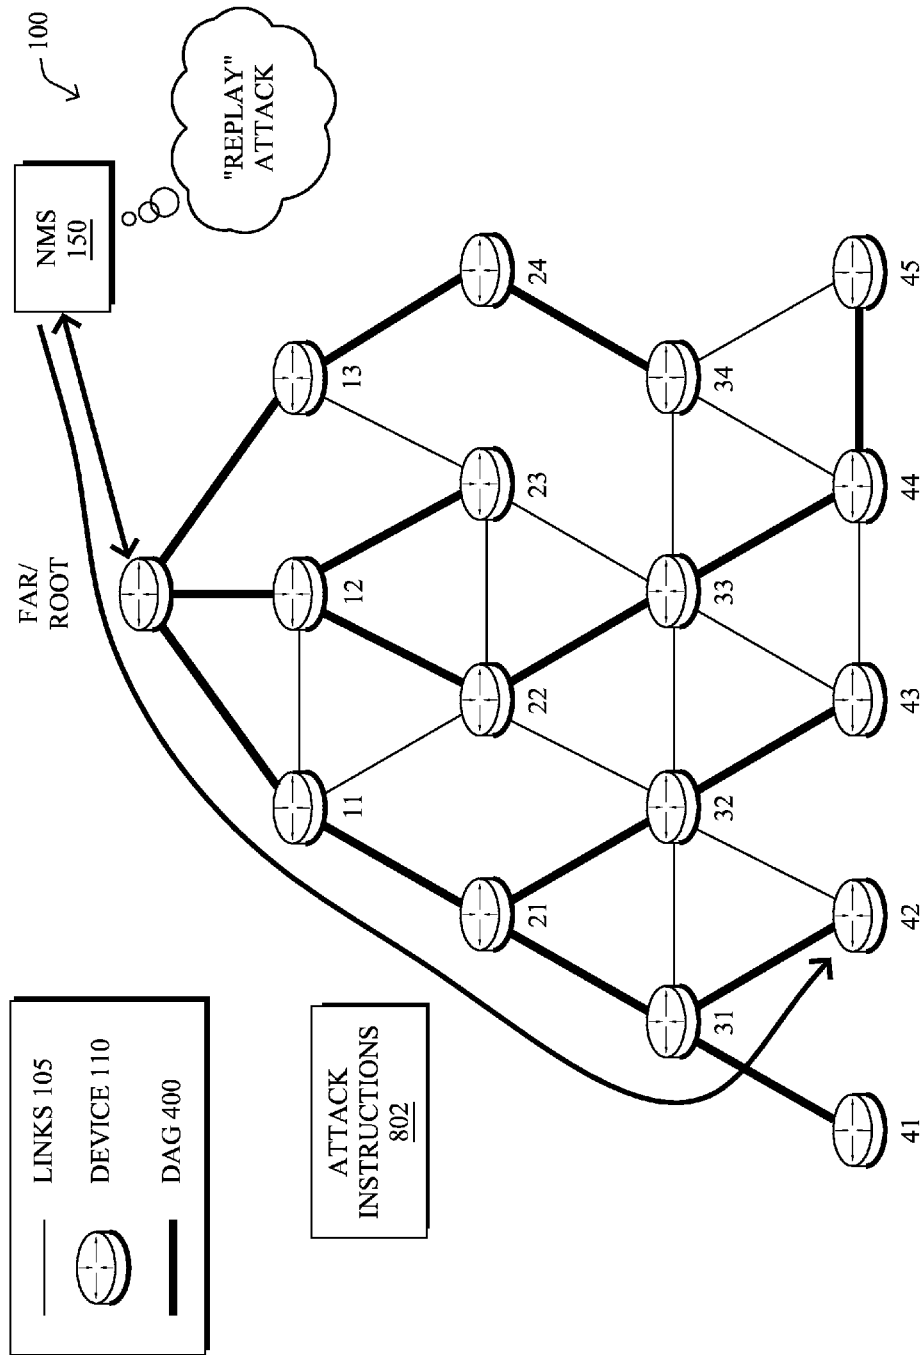 LINKS 105
DEVICE 110
DAG 400
ATTACK
INSTRUCTIONS
802
FAR/
ROOT
NMS
150
100
"REPLAY"
ATTACK
11
12
13
21
22
23
24
31
32
33
34
41
42
43
44
45